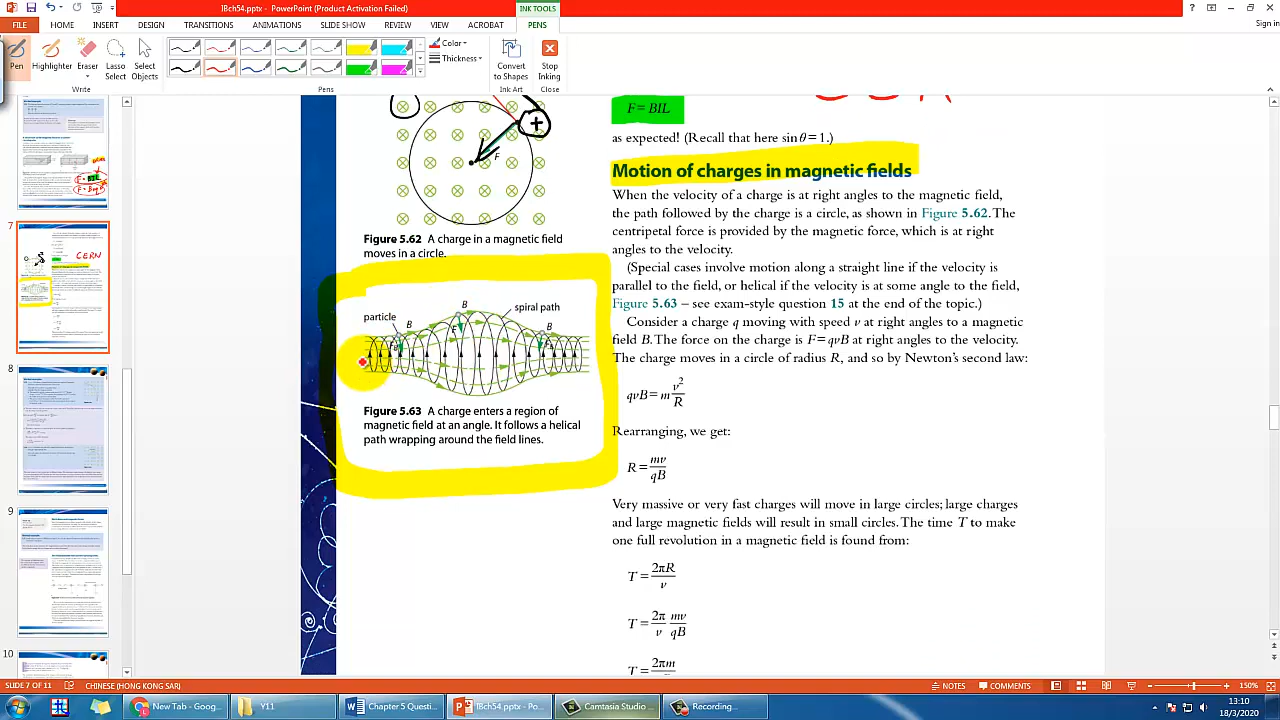 IBch54.pptx - PowerPoint (Product Activation Failed)
INK TOOLS
FILE HOME INSERT DESIGN TRANSITIONS ANIMATIONS SLIDE SHOW REVIEW VIEW ACROBAT PENS
Sign in
Pen Highlighter Eraser Lasso Select Select Objects
Color
Thickness
Convert to Shapes
Stop Inking
Write
Pens
Ink Art
Close
CERN
7
8
9
10
+
Figure 5.62 A charge in a magnetic field
moves in a circle.
particle
spiral path
B
Figure 5.63 A charge enters a region of
magnetic field at an angle. It follows a helical
path wrapping around the field lines.
F = BIL
as expected! (Recall that sin θ = 1.)
Motion of charges in magnetic fields
When the velocity of a charge is at right angles to the magnetic field,
the path followed by the charge is a circle, as shown in Figure 5.62. The
centripetal force is provided by the magnetic force, which is at right
angles to the velocity.
(Special cases involve motion along a straight line if the velocity is
parallel to the field, or a spiral if the velocity is at some angle to the field,
Figure 5.63 – see exam-style question 15 at the end of this topic.)
Consider a charge q moving with speed v at right angles to a magnetic
field B. The force on the charge is F = qvB at right angles to the velocity.
The charge moves in a circle of radius R, and so by Newton's second law:
qvB = m v²/R
Rearranging, we get:
R = mv/qB
Very massive or very fast charges will move in large circles; large charges
and large magnetic fields will result in small circles. The time T to make
one full revolution in a magnetic field is found from:
T = 2πR/v
T = 2π/v mv/qB
T = 2πm
SLIDE 7 OF 11 CHINESE (HONG KONG SAR) NOTES COMMENTS 150%
New Tab - Goog... Y11 Chapter 5 Questi... IBch54.pptx - Po... Camtasia Studio ... Recording...
13:10
18/3/2020